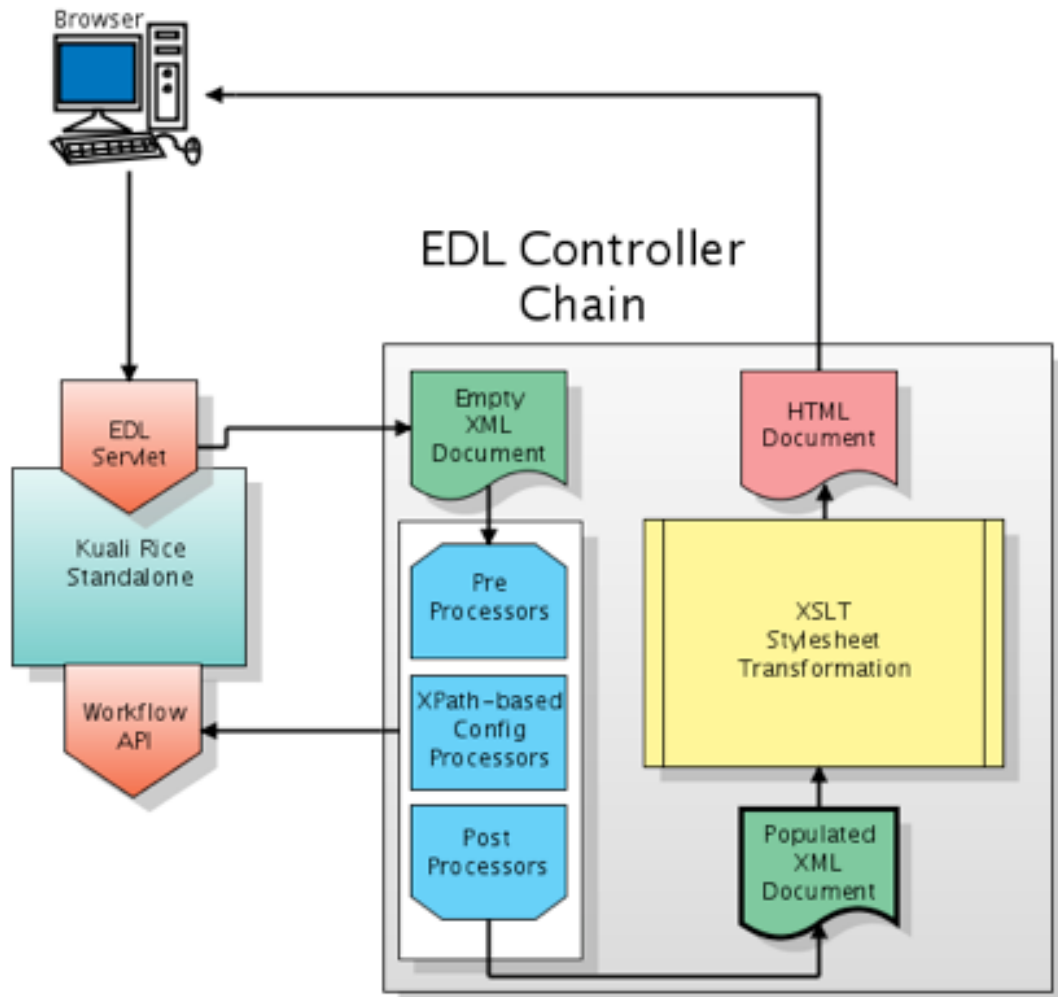 Browser
EDL Controller
Chain
EDL
Servlet
Kuali Rice
Standalone
Workflow
API
Empty
XML
Document
Pre
Processors
XPath-based
Config
Processors
Post
Processors
HTML
Document
XSLT
Stylesheet
Transformation
Populated
XML
Document